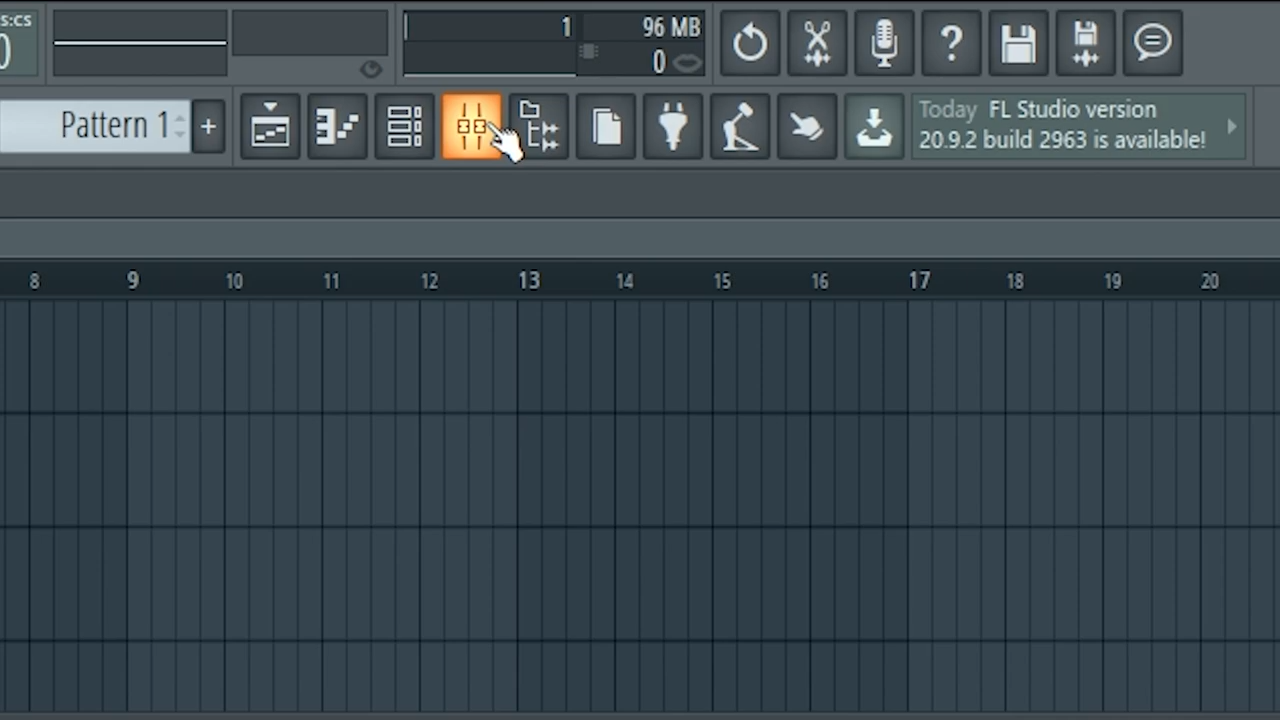 S:CS
0
1
96 MB
0
Pattern 1
+
?
Today FL Studio version
20.9.2 build 2963 is available!
8 9 10 11 12 13 14 15 16 17 18 19 20